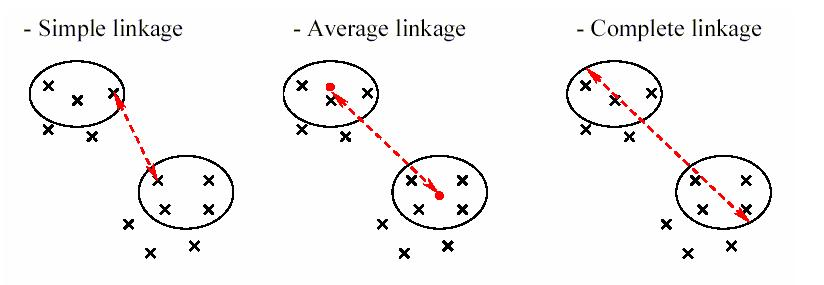 - Simple linkage
- Average linkage
- Complete linkage